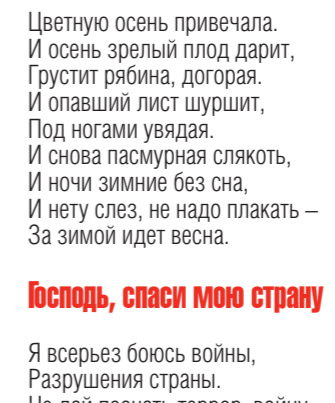 Цветную осень привечала.
И осень зрелый плод дарит,
Грустит рябина, догорая.
И опавший лист шуршит,
Под ногами увядая.
И снова пасмурная слякоть,
И ночи зимние без сна,
И нету слез, не надо плакать –
За зимой идет весна.
Господь, спаси мою страну
Я всерьез боюсь войны,
Разрушения страны.